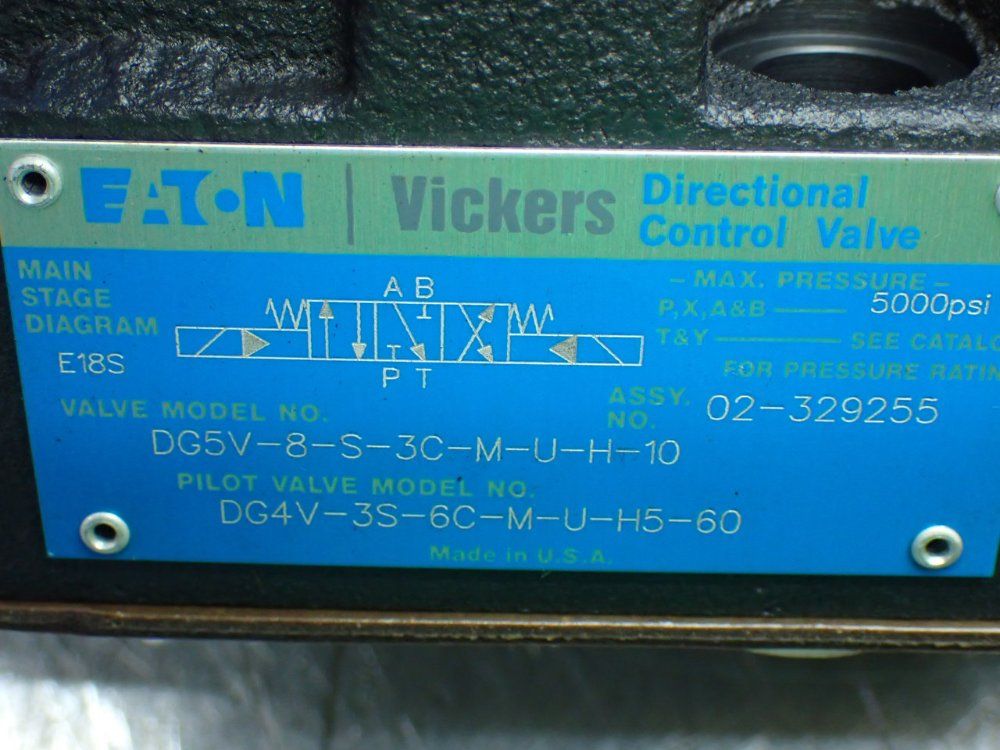 EATON | Vickers Directional
Control Valve
MAIN
STAGE
DIAGRAM
E18S
A B
P T
- MAX. PRESSURE -
P,X,A&B 5000psi
T&Y SEE CATALO
FOR PRESSURE RATIN
VALVE MODEL NO.
DG5V-8-S-3C-M-U-H-10
ASSY.
NO. 02-329255
PILOT VALVE MODEL NO.
DG4V-3S-6C-M-U-H5-60
Made in U.S.A.